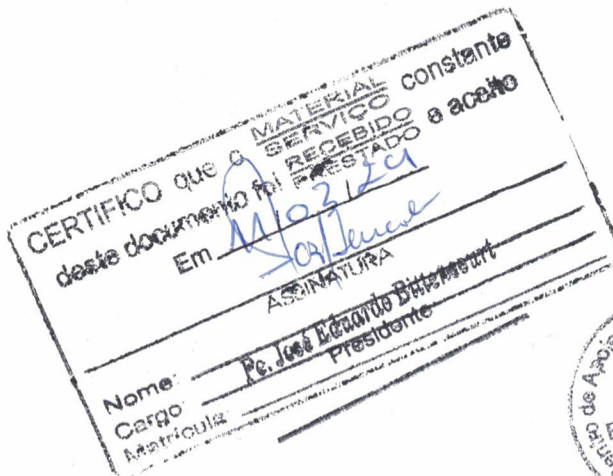 CERTIFICO que o MATERIAL constante
SERVIÇO
deste documento foi RECEBIDO e aceito
PRESTADO
Em 11/03/21
ASSINATURA
Nome: Pe. José Eduardo Bittencourt
Cargo: Presidente
Matrícula: